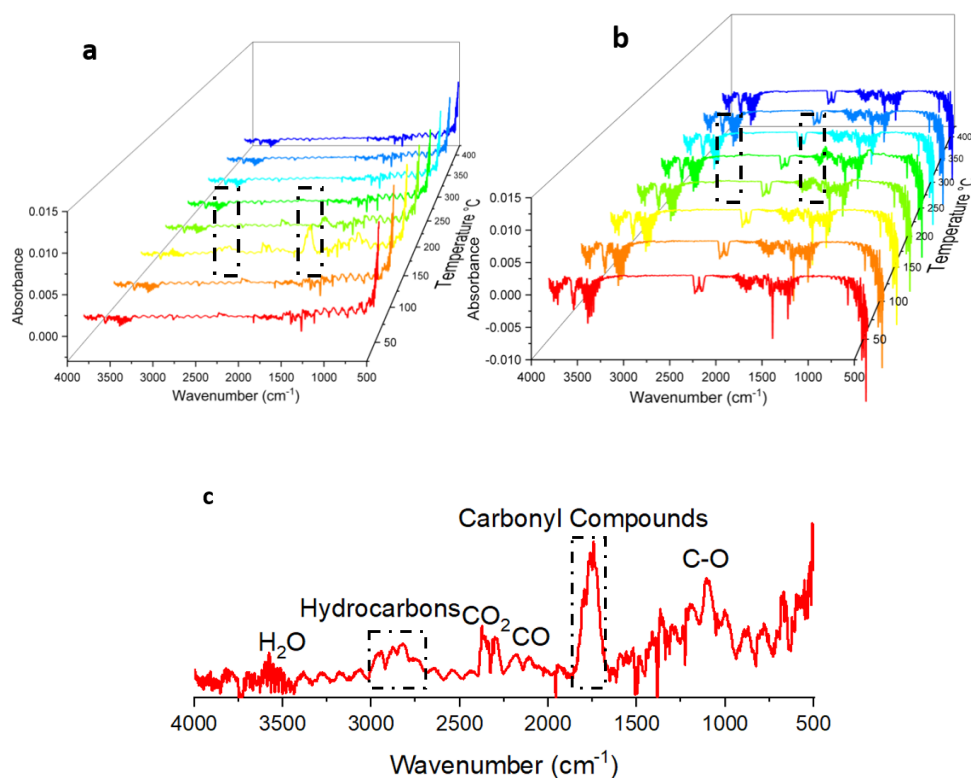 a
0.015
0.010
0.005
0.000
Absorbance
4000 3500 3000 2500 2000 1500 1000 500
Wavenumber (cm⁻¹)
50
100
150
200
250
300
350
400
Temperature °C
b
0.015
0.010
0.005
0.000
-0.005
-0.010
Absorbance
4000 3500 3000 2500 2000 1500 1000 500
Wavenumber (cm⁻¹)
50
100
150
200
250
300
350
400
Temperature °C
c
Carbonyl Compounds
C-O
Hydrocarbons
CO₂
CO
H₂O
4000 3500 3000 2500 2000 1500 1000 500
Wavenumber (cm⁻¹)